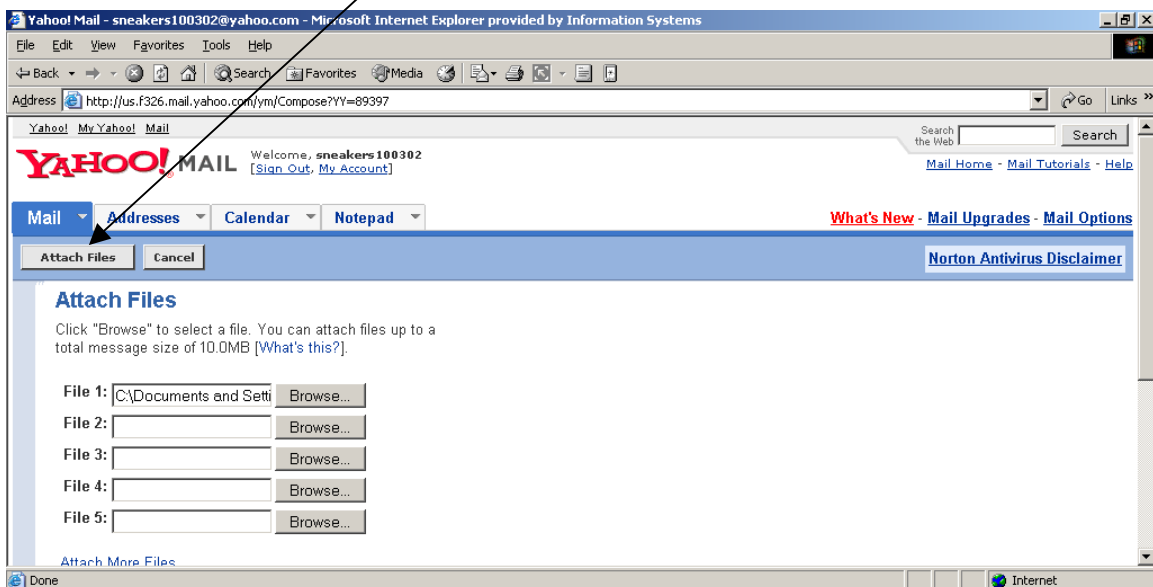 Yahoo! Mail - sneakers100302@yahoo.com - Microsoft Internet Explorer provided by Information Systems
File Edit View Favorites Tools Help
Back Search Favorites Media
Address http://us.f326.mail.yahoo.com/ym/Compose?YY=89397 Go Links »
Yahoo! My Yahoo! Mail
Search the Web Search
YAHOO! MAIL Welcome, sneakers100302
[Sign Out, My Account]
Mail Home - Mail Tutorials - Help
Mail Addresses Calendar Notepad What's New - Mail Upgrades - Mail Options
Attach Files Cancel Norton Antivirus Disclaimer
Attach Files
Click "Browse" to select a file. You can attach files up to a
total message size of 10.0MB [What's this?].
File 1: C:\Documents and Setti Browse...
File 2: Browse...
File 3: Browse...
File 4: Browse...
File 5: Browse...
Attach More Files
Done Internet